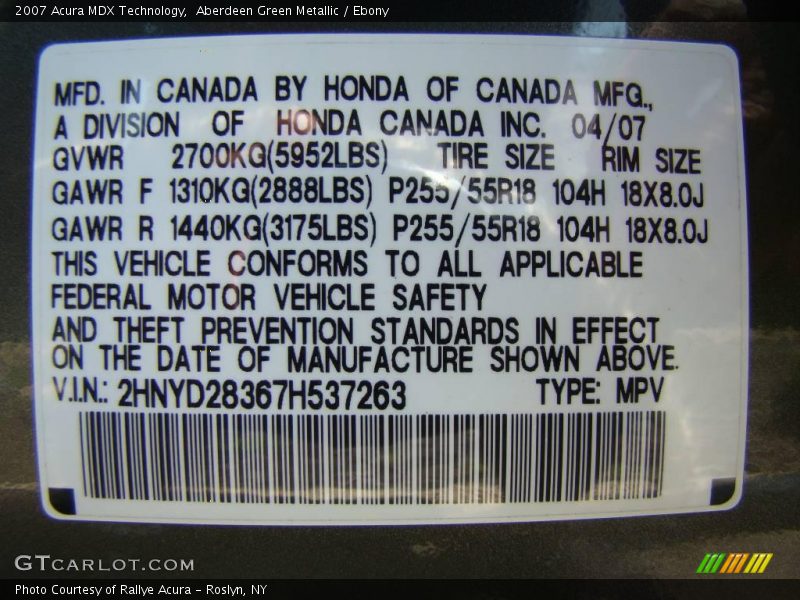 2007 Acura MDX Technology,  Aberdeen Green Metallic / Ebony
MFD. IN CANADA BY HONDA OF CANADA MFG.,
A DIVISION OF HONDA CANADA INC. 04/07
GVWR 2700KG(5952LBS) TIRE SIZE RIM SIZE
GAWR F 1310KG(2888LBS) P255/55R18 104H 18X8.0J
GAWR R 1440KG(3175LBS) P255/55R18 104H 18X8.0J
THIS VEHICLE CONFORMS TO ALL APPLICABLE
FEDERAL MOTOR VEHICLE SAFETY
AND THEFT PREVENTION STANDARDS IN EFFECT
ON THE DATE OF MANUFACTURE SHOWN ABOVE.
V.I.N.: 2HNYD28367H537263 TYPE: MPV
GTCARLOT.COM
Photo Courtesy of Rallye Acura - Roslyn, NY